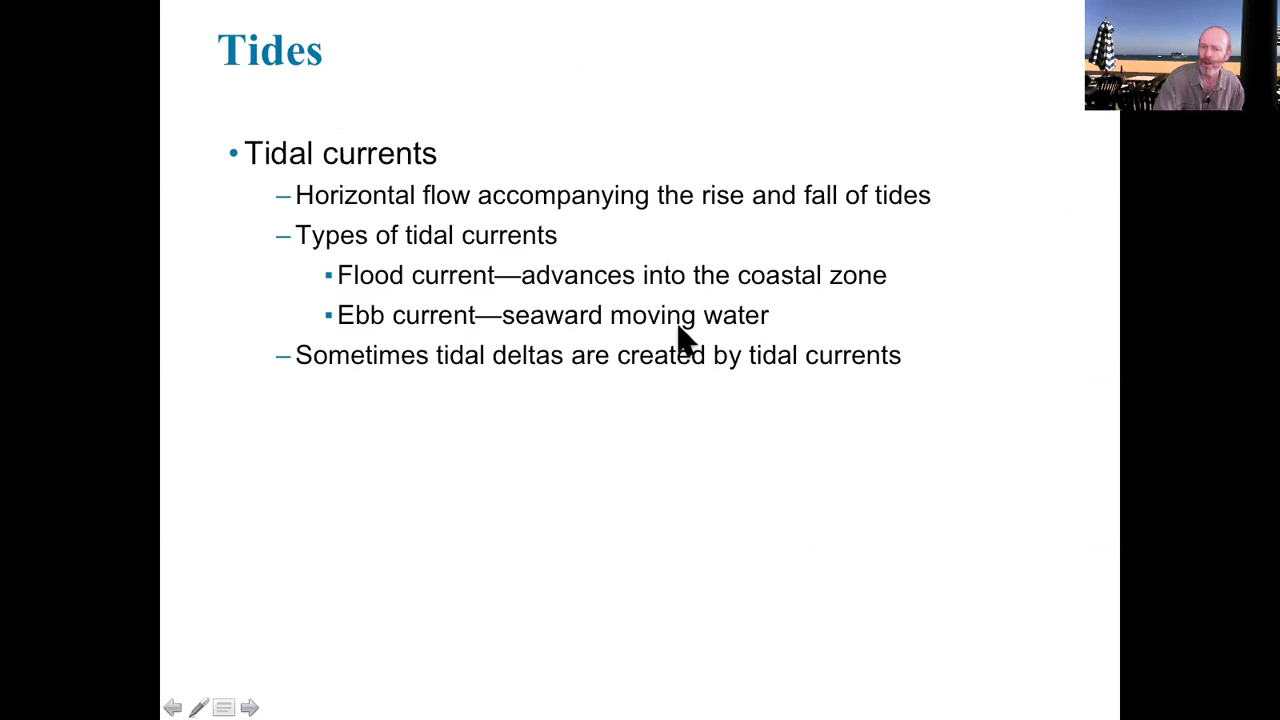 Tides
• Tidal currents
– Horizontal flow accompanying the rise and fall of tides
– Types of tidal currents
▪ Flood current—advances into the coastal zone
▪ Ebb current—seaward moving water
– Sometimes tidal deltas are created by tidal currents